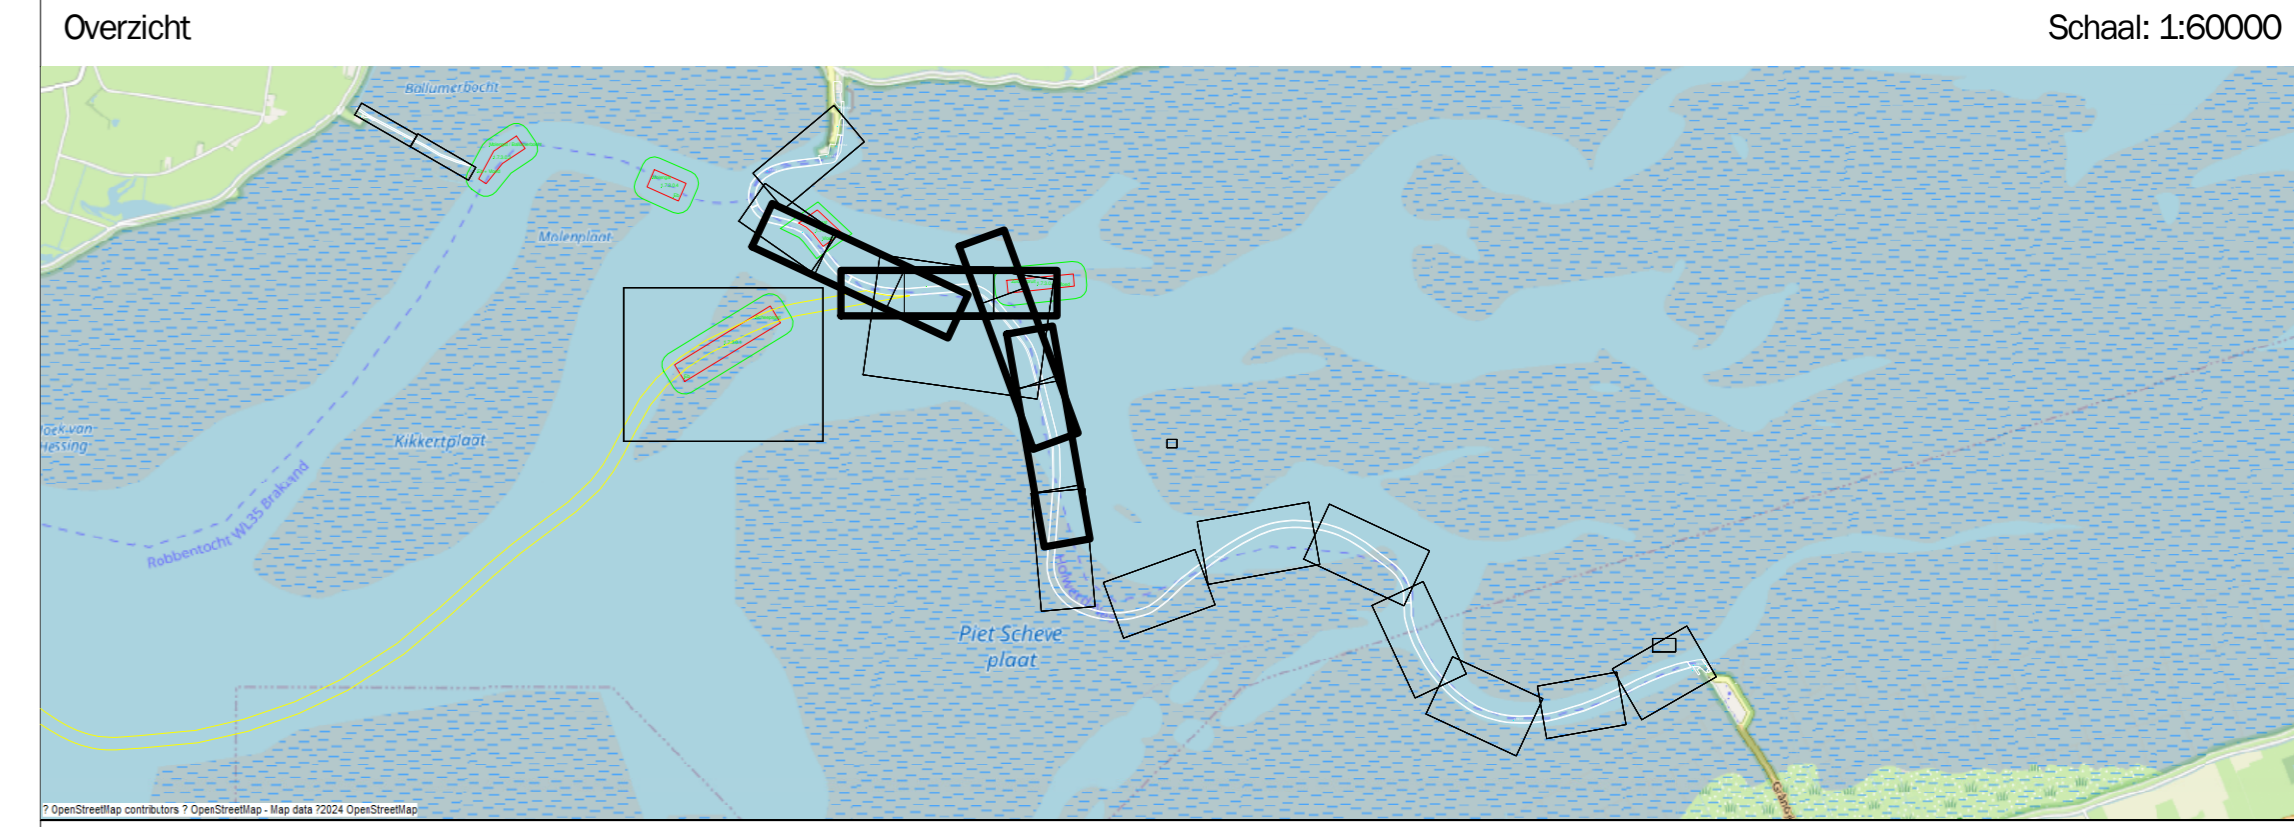 Overzicht
Schaal: 1:60000
Ballumerbocht
Molenplaat
Kikkertplaat
Robbentocht WL35 Brakzand
Piet Scheve
plaat
? OpenStreetMap contributors ? OpenStreetMap - Map data ?2024 OpenStreetMap